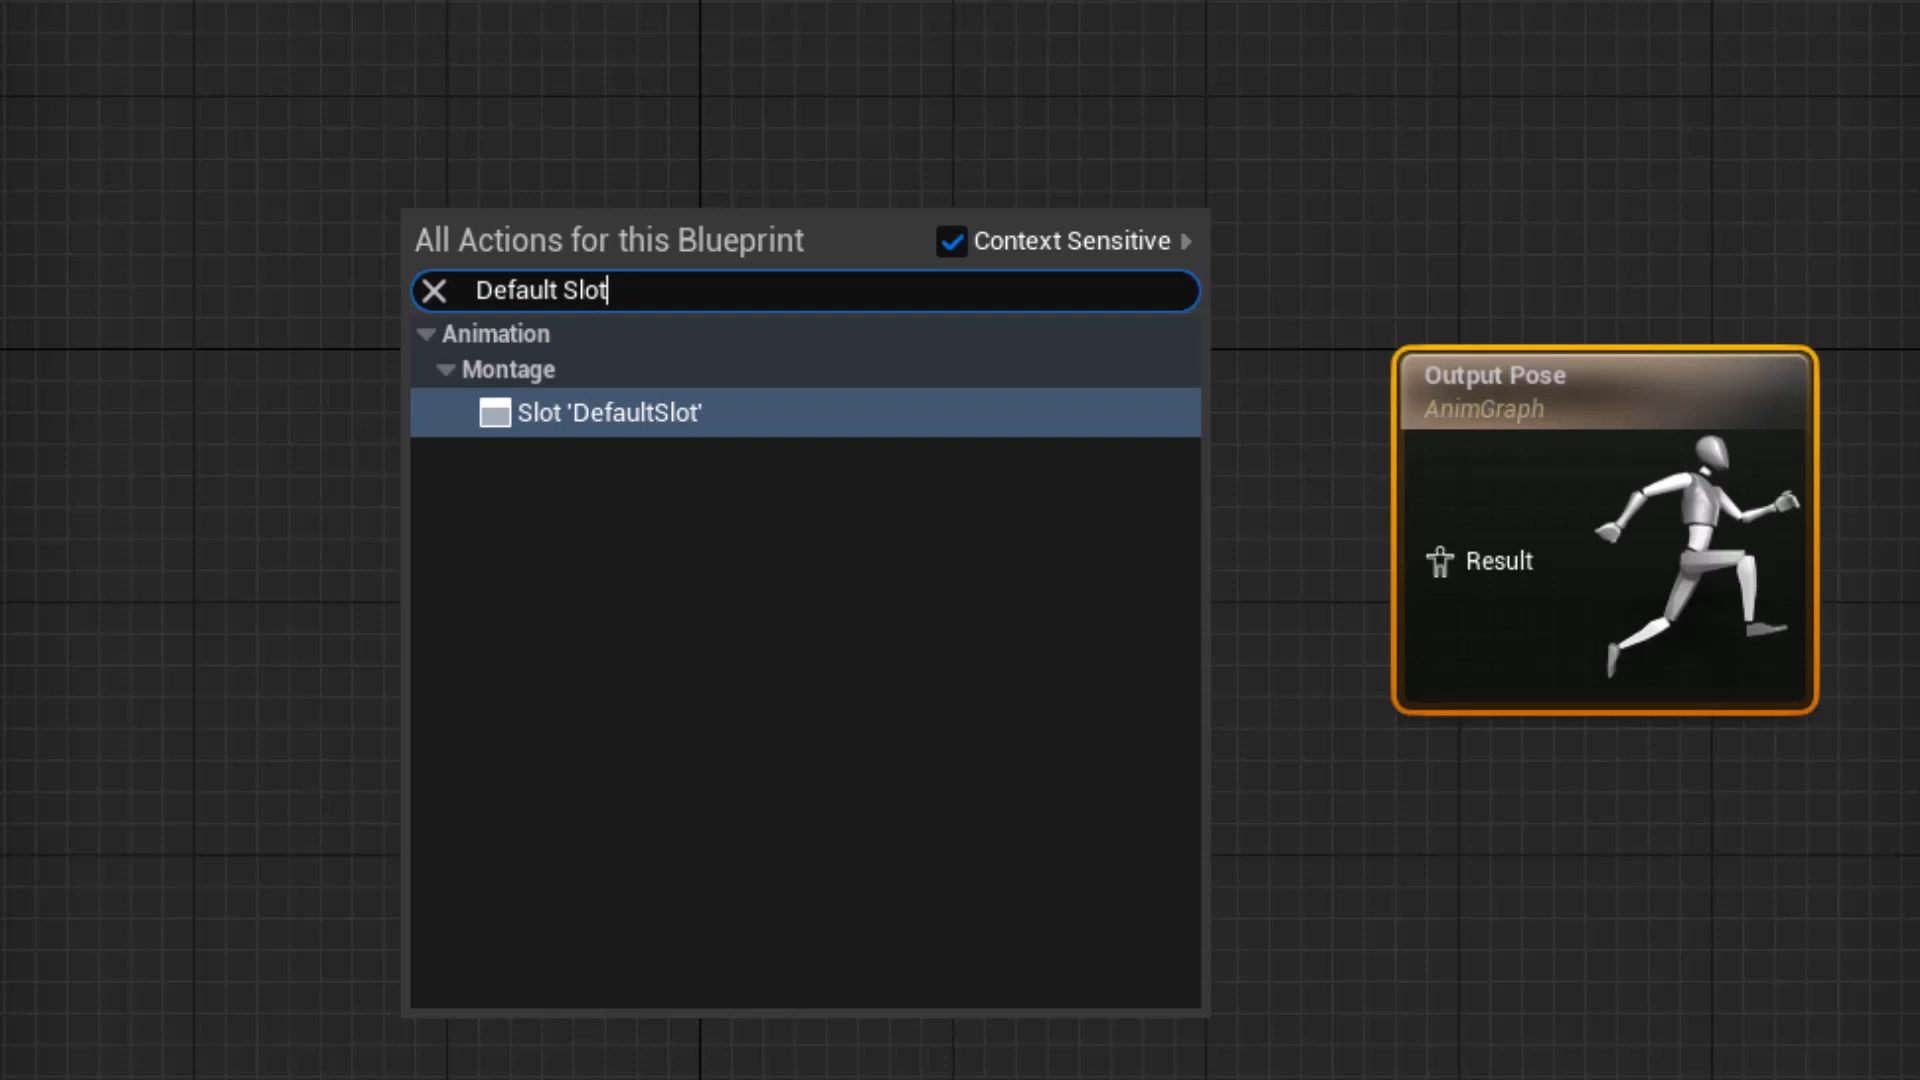 All Actions for this Blueprint
Context Sensitive
Default Slot
Animation
Montage
Slot 'DefaultSlot'
Output Pose
AnimGraph
Result